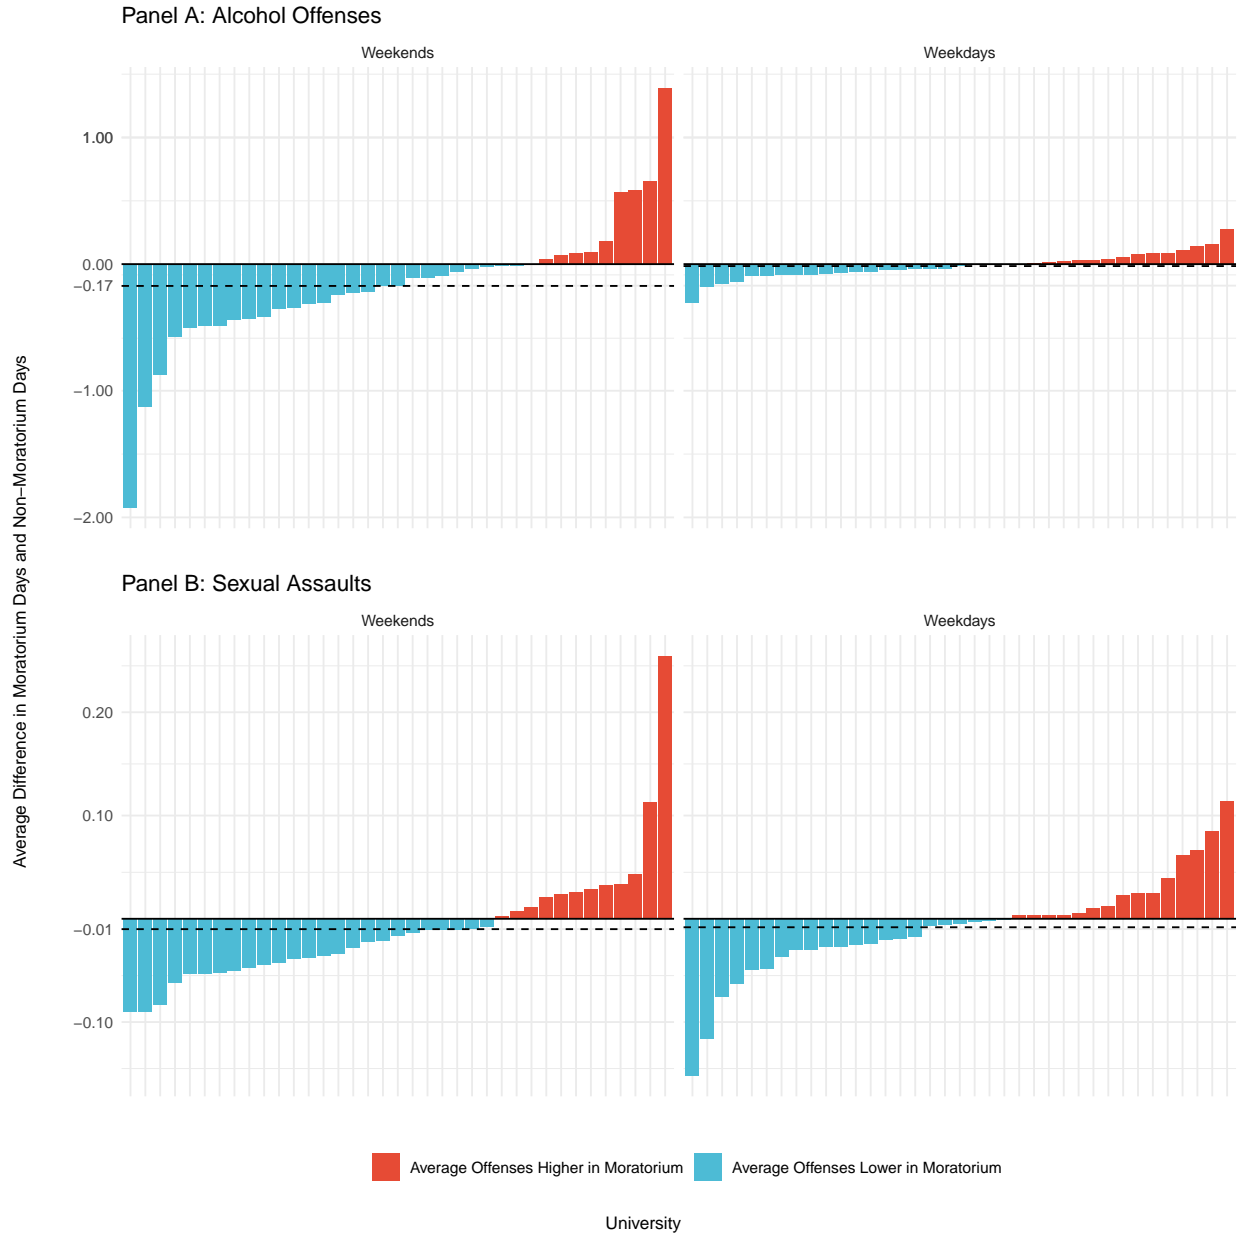 Panel A: Alcohol Offenses
Weekends
Weekdays
1.00
0.00
−0.17
−1.00
−2.00
Average Difference in Moratorium Days and Non−Moratorium Days
Panel B: Sexual Assaults
Weekends
Weekdays
0.20
0.10
−0.01
−0.10
Average Offenses Higher in Moratorium
Average Offenses Lower in Moratorium
University